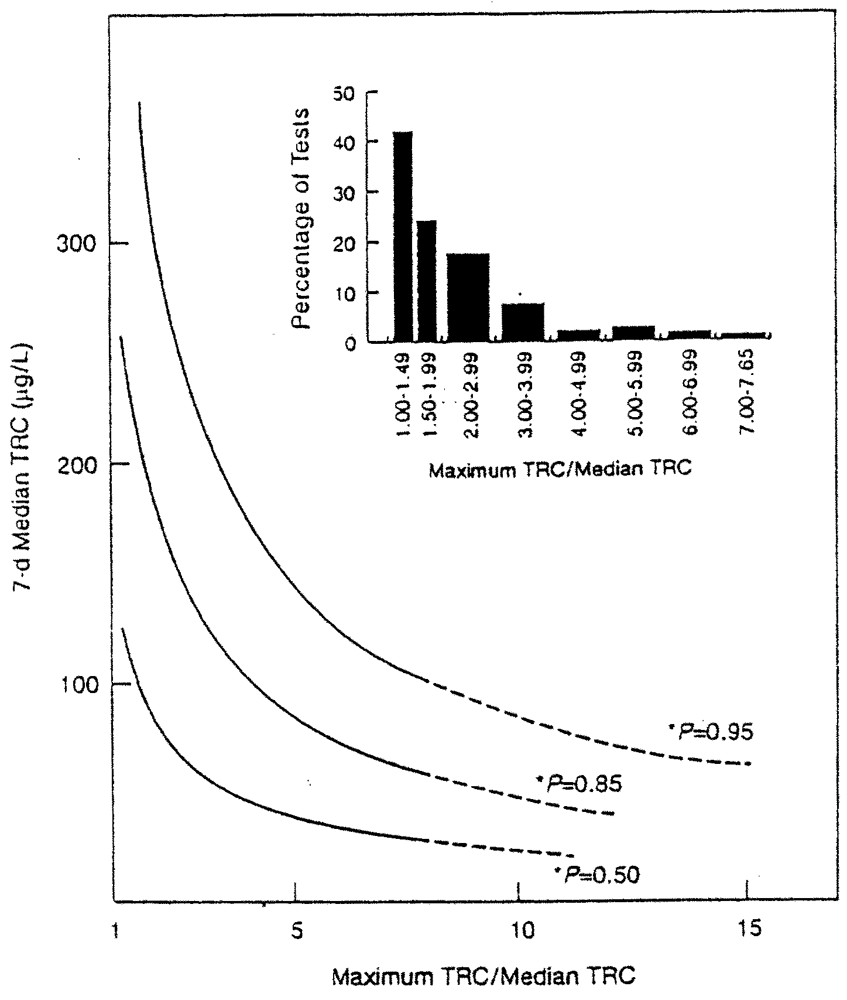 50
40
30
20
10
0
Percentage of Tests
1.00-1.49
1.50-1.99
2.00-2.99
3.00-3.99
4.00-4.99
5.00-5.99
6.00-6.99
7.00-7.65
Maximum TRC/Median TRC
300
200
100
7-d Median TRC (µg/L)
*P=0.95
*P=0.85
*P=0.50
1 5 10 15
Maximum TRC/Median TRC